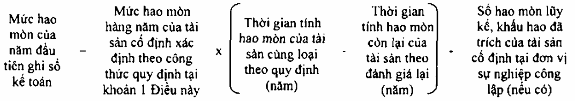 Mức hao
mòn của
năm đầu
tiên ghi sổ
kế toán
=
Mức hao mòn
hàng năm của tài
sản cố định xác
định theo công
thức quy định tại
khoản 1 Điều này
x
Thời gian tính
hao mòn của tài
sản cùng loại
theo quy định
(năm)
-
Thời gian
tính hao mòn
còn lại của
tài sản theo
đánh giá lại
(năm)
Số hao mòn lũy
kế, khấu hao đã
trích của tài sản
cố định tại đơn vị
sự nghiệp công
lập (nếu có)